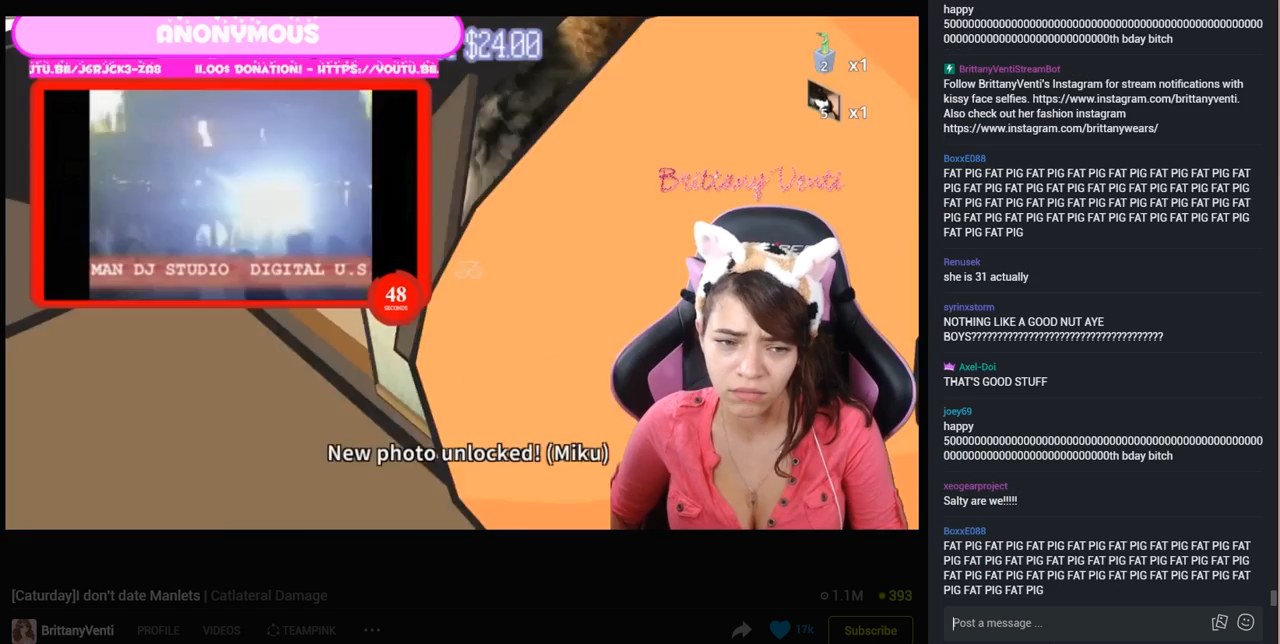 ANONYMOUS
$24.00
JTU.BE/J6RJCK3-ZA8 11.00$ DONATION! - HTTPS://YOUTU.BE
2 x1
5 x1
Brittany Venti
MAN DJ STUDIO DIGITAL U.S
48
SECONDS
New photo unlocked! (Miku)
[Caturday]I don't date Manlets | Catlateral Damage
1.1M 393
BrittanyVenti PROFILE VIDEOS TEAMPINK
17k Subscribe
happy
th bday bitch
BrittanyVentiStreamBot
Follow BrittanyVenti's Instagram for stream notifications with
kissy face selfies. https://www.instagram.com/brittanyventi.
Also check out her fashion instagram
https://www.instagram.com/brittanywears/
BoxxE088
FAT PIG FAT PIG FAT PIG FAT PIG FAT PIG FAT PIG FAT PIG FAT
PIG FAT PIG FAT PIG FAT PIG FAT PIG FAT PIG FAT PIG FAT PIG
FAT PIG FAT PIG FAT PIG FAT PIG FAT PIG FAT PIG FAT PIG FAT
PIG FAT PIG FAT PIG FAT PIG FAT PIG FAT PIG FAT PIG FAT PIG
FAT PIG FAT PIG
Renusek
she is 31 actually
syrinxstorm
NOTHING LIKE A GOOD NUT AYE
BOYS?????????????????????????????????????
Axel-Doi
THAT'S GOOD STUFF
joey69
happy
th bday bitch
xeogearproject
Salty are we!!!!!
BoxxE088
FAT PIG FAT PIG FAT PIG FAT PIG FAT PIG FAT PIG FAT PIG FAT
PIG FAT PIG FAT PIG FAT PIG FAT PIG FAT PIG FAT PIG FAT PIG
FAT PIG FAT PIG FAT PIG FAT PIG FAT PIG FAT PIG FAT PIG FAT
PIG FAT PIG FAT PIG
Post a message ...